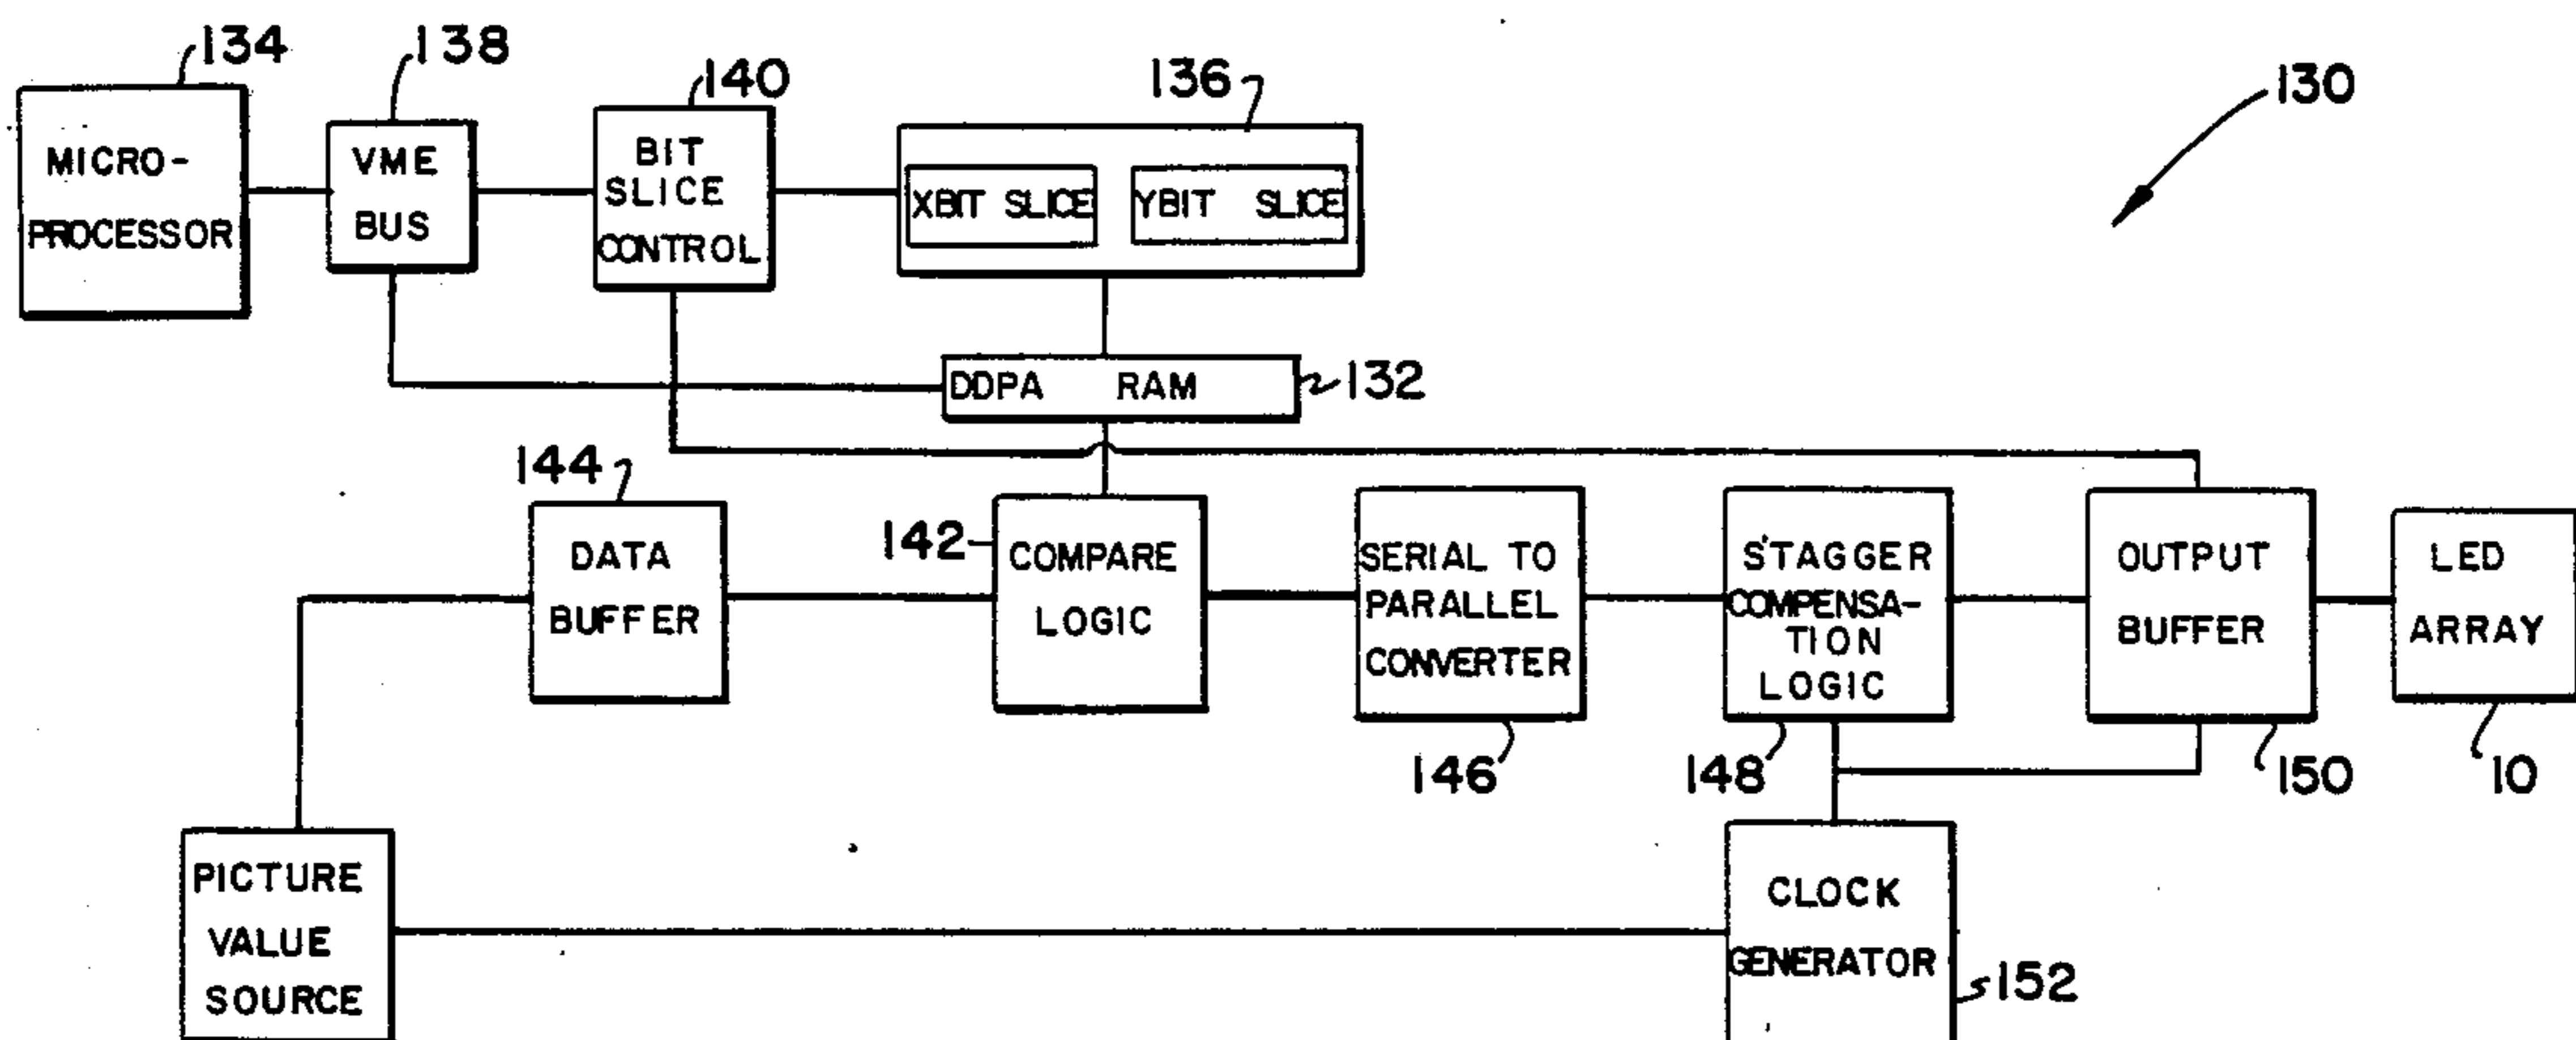 134
138
140
136
130
MICRO-
PROCESSOR
VME
BUS
BIT
SLICE
CONTROL
XBIT SLICE
YBIT SLICE
DDPA RAM
132
144
DATA
BUFFER
142
COMPARE
LOGIC
SERIAL TO
PARALLEL
CONVERTER
STAGGER
COMPENSA-
TION
LOGIC
OUTPUT
BUFFER
LED
ARRAY
146
148
150
10
PICTURE
VALUE
SOURCE
CLOCK
GENERATOR
152